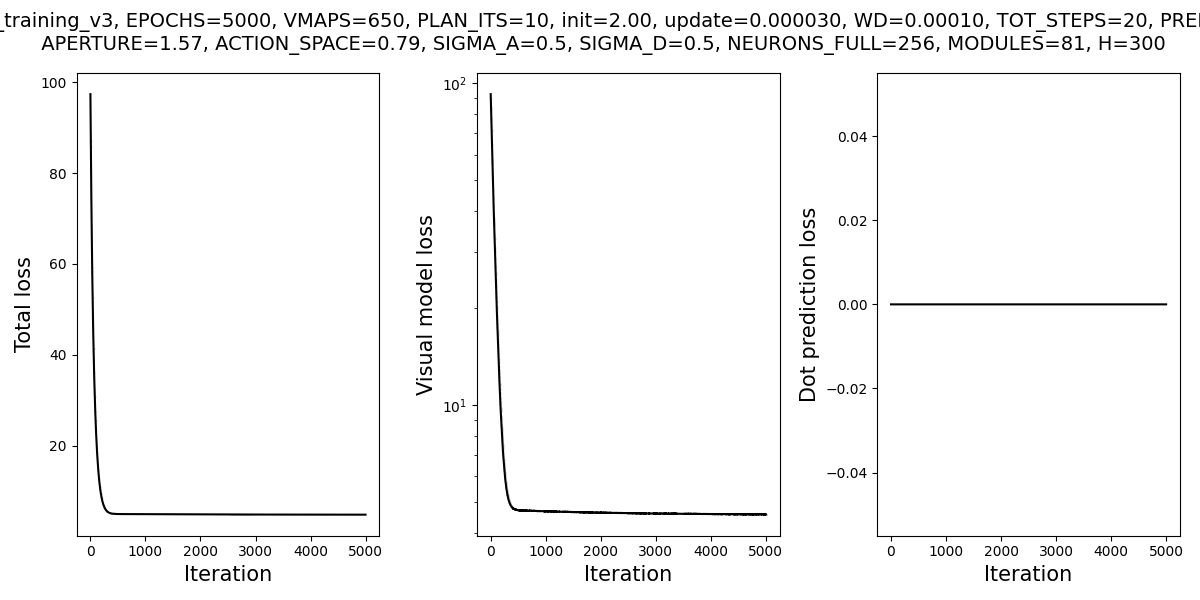 _training_v3, EPOCHS=5000, VMAPS=650, PLAN_ITS=10, init=2.00, update=0.000030, WD=0.00010, TOT_STEPS=20,
APERTURE=1.57, ACTION_SPACE=0.79, SIGMA_A=0.5, SIGMA_D=0.5, NEURONS_FULL=256, MODULES=81, H=300
Total loss
100
80
60
40
20
0 1000 2000 3000 4000 5000
Iteration
Visual model loss
10²
10¹
0 1000 2000 3000 4000 5000
Iteration
Dot prediction loss
0.04
0.02
0.00
−0.02
−0.04
0 1000 2000 3000 4000 5000
Iteration